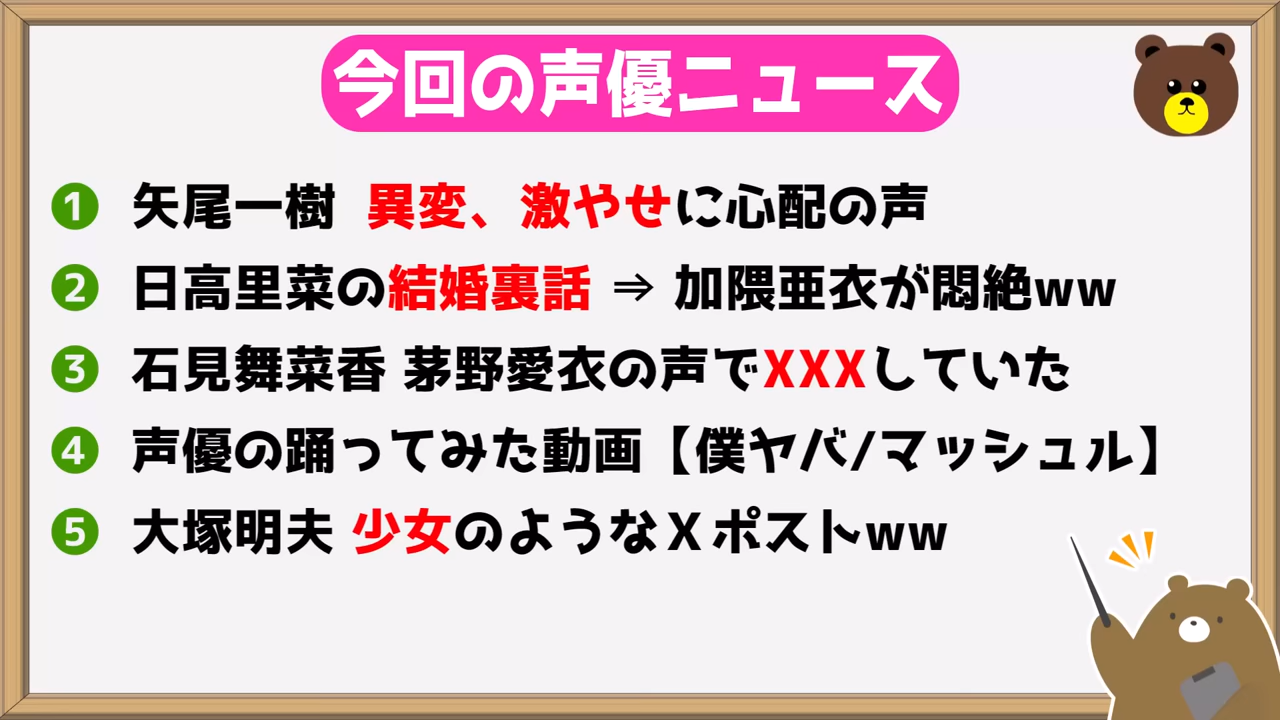 今回の声優ニュース
❶ 矢尾一樹 異変、激やせに心配の声
❷ 日高里菜の結婚裏話 ⇒ 加隈亜衣が悶絶ww
❸ 石見舞菜香 茅野愛衣の声でXXXしていた
❹ 声優の踊ってみた動画【僕ヤバ/マッシュル】
❺ 大塚明夫 少女のようなXポストww